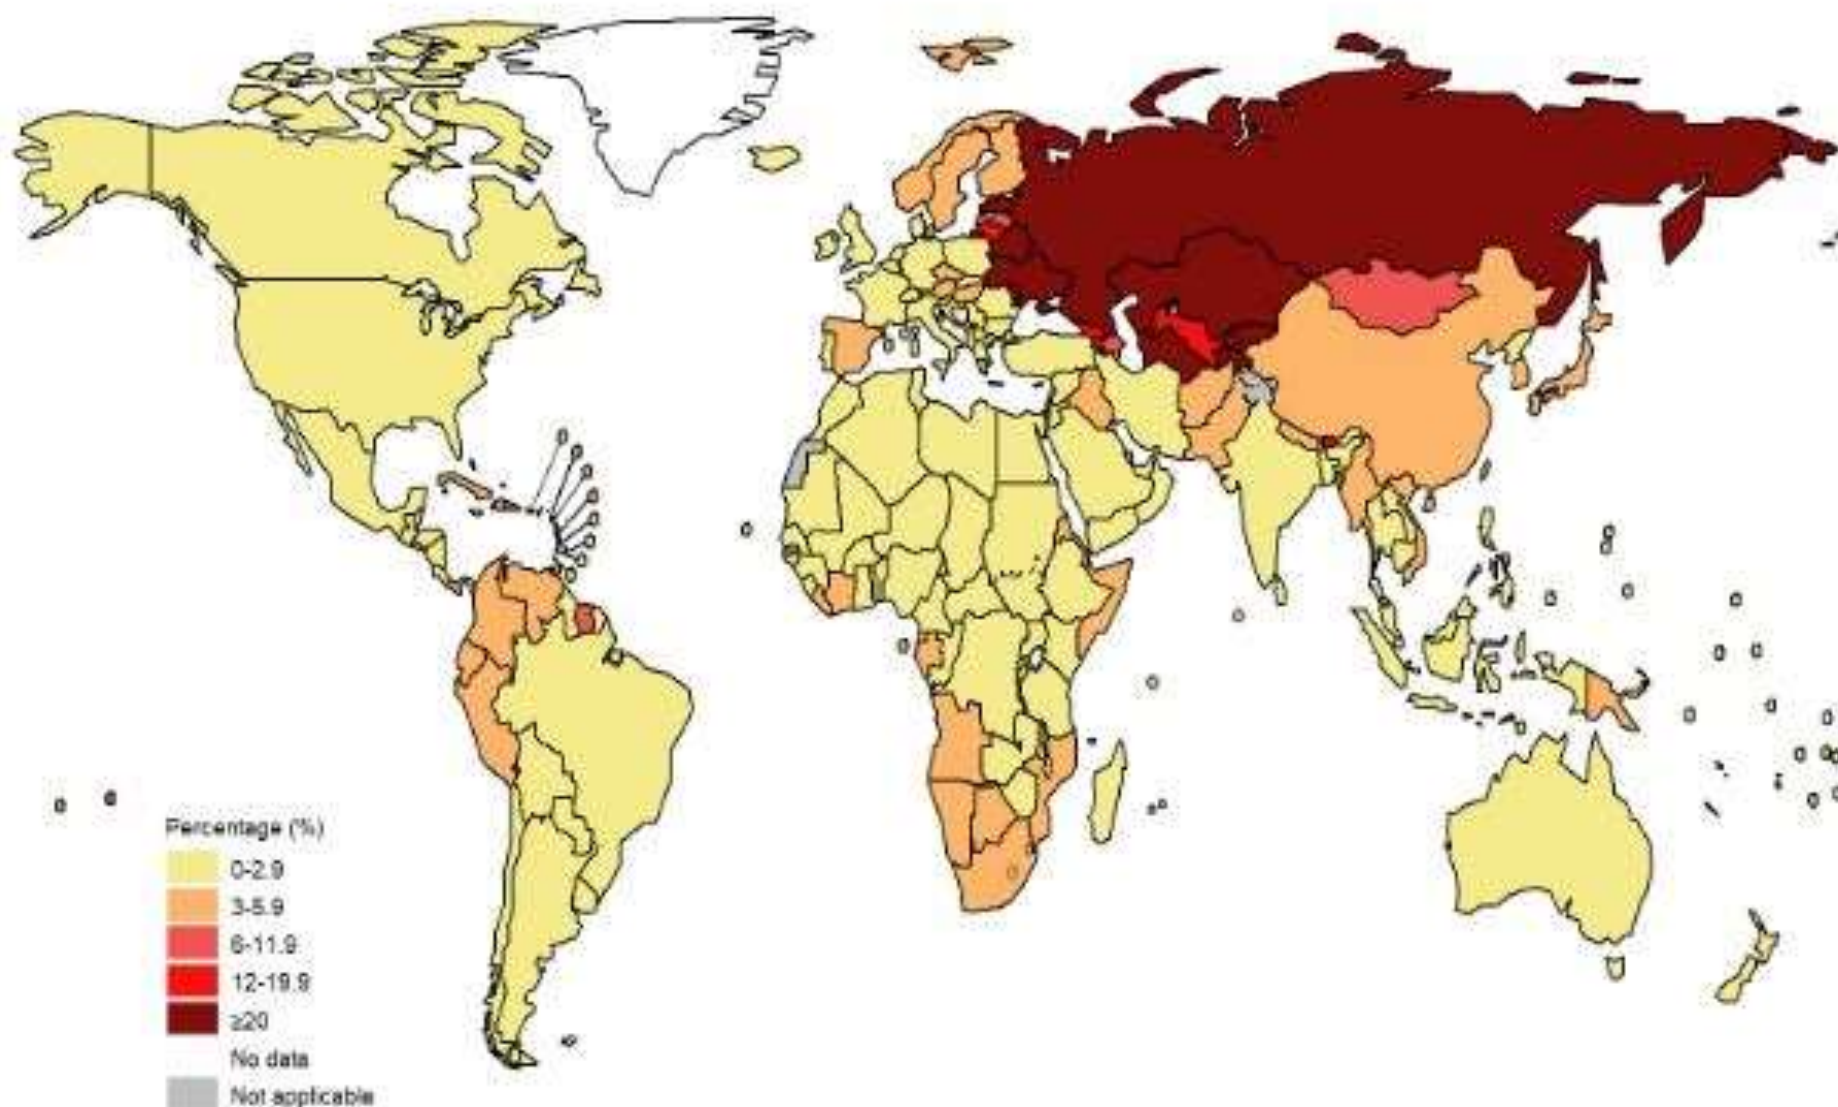 Percentage (%)
0-2.9
3-5.9
6-11.9
12-19.9
≥20
No data
Not applicable